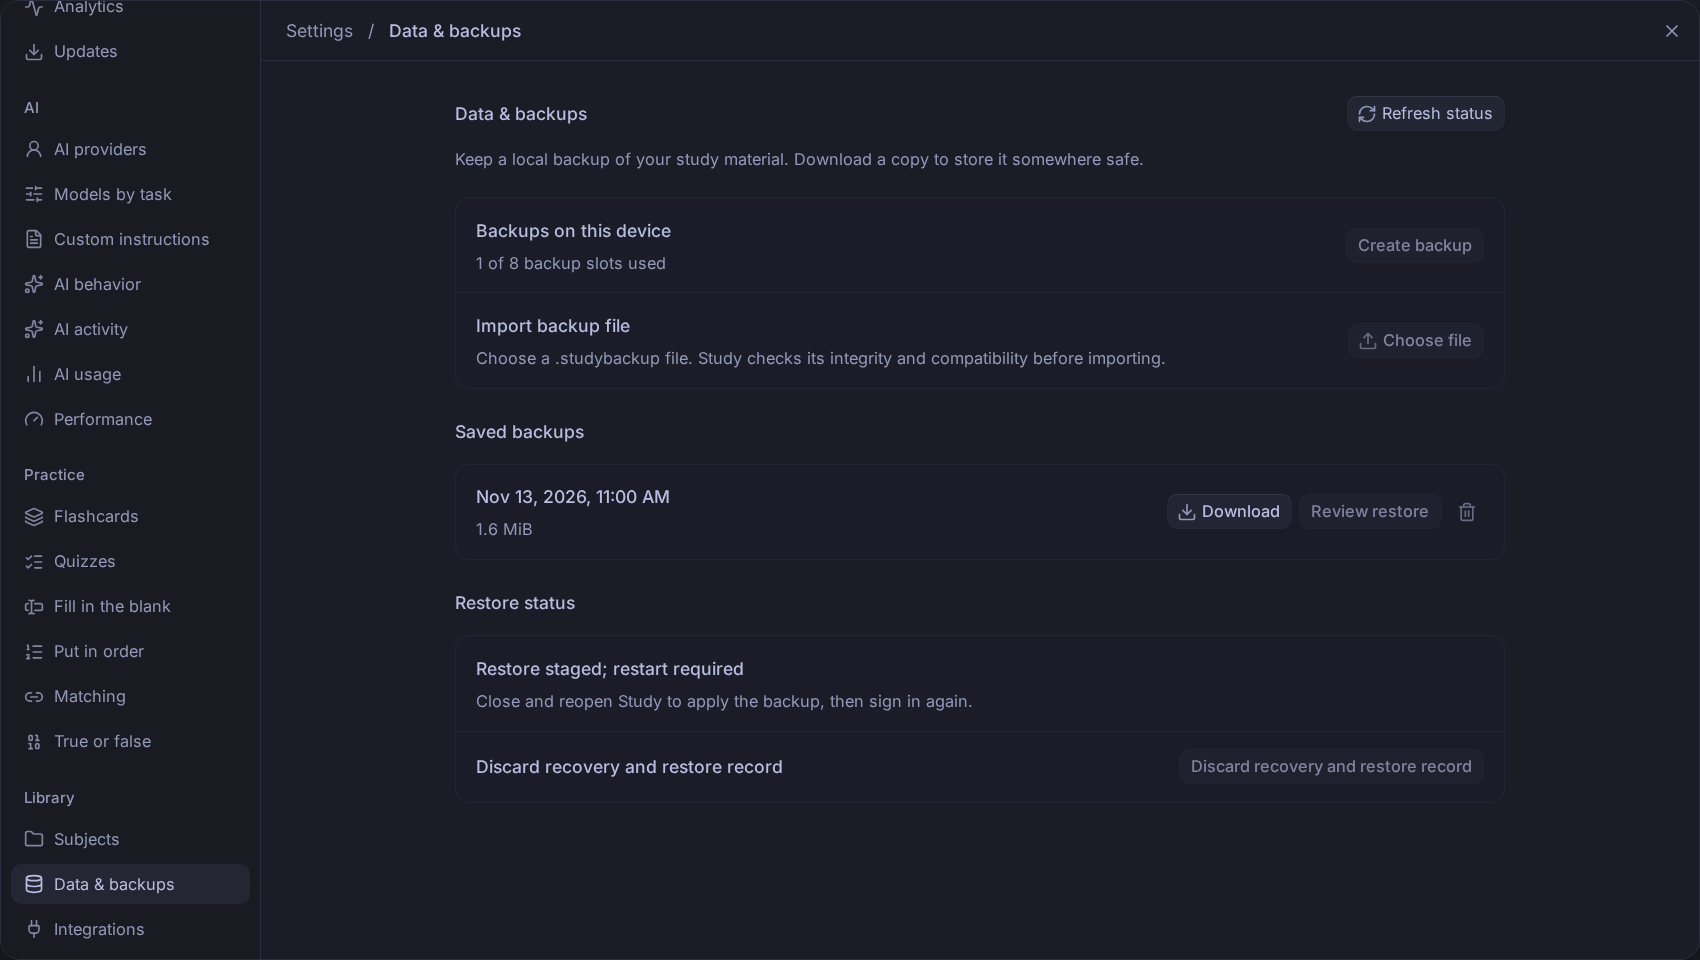 Analytics
Updates
AI
AI providers
Models by task
Custom instructions
AI behavior
AI activity
AI usage
Performance
Practice
Flashcards
Quizzes
Fill in the blank
Put in order
Matching
True or false
Library
Subjects
Data & backups
Integrations
Settings / Data & backups
Data & backups
Refresh status
Keep a local backup of your study material. Download a copy to store it somewhere safe.
Backups on this device
1 of 8 backup slots used
Create backup
Import backup file
Choose a .studybackup file. Study checks its integrity and compatibility before importing.
Choose file
Saved backups
Nov 13, 2026, 11:00 AM
1.6 MiB
Download
Review restore
Restore status
Restore staged; restart required
Close and reopen Study to apply the backup, then sign in again.
Discard recovery and restore record
Discard recovery and restore record